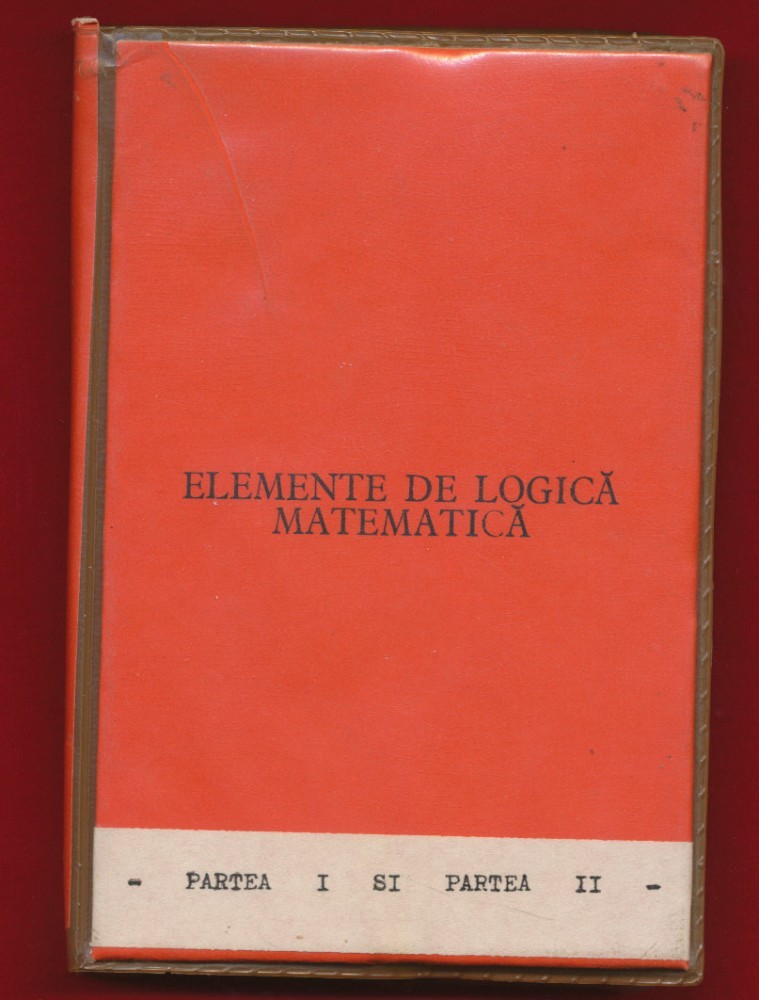 ELEMENTE DE LOGICĂ
MATEMATICĂ
- PARTEA I SI PARTEA II -